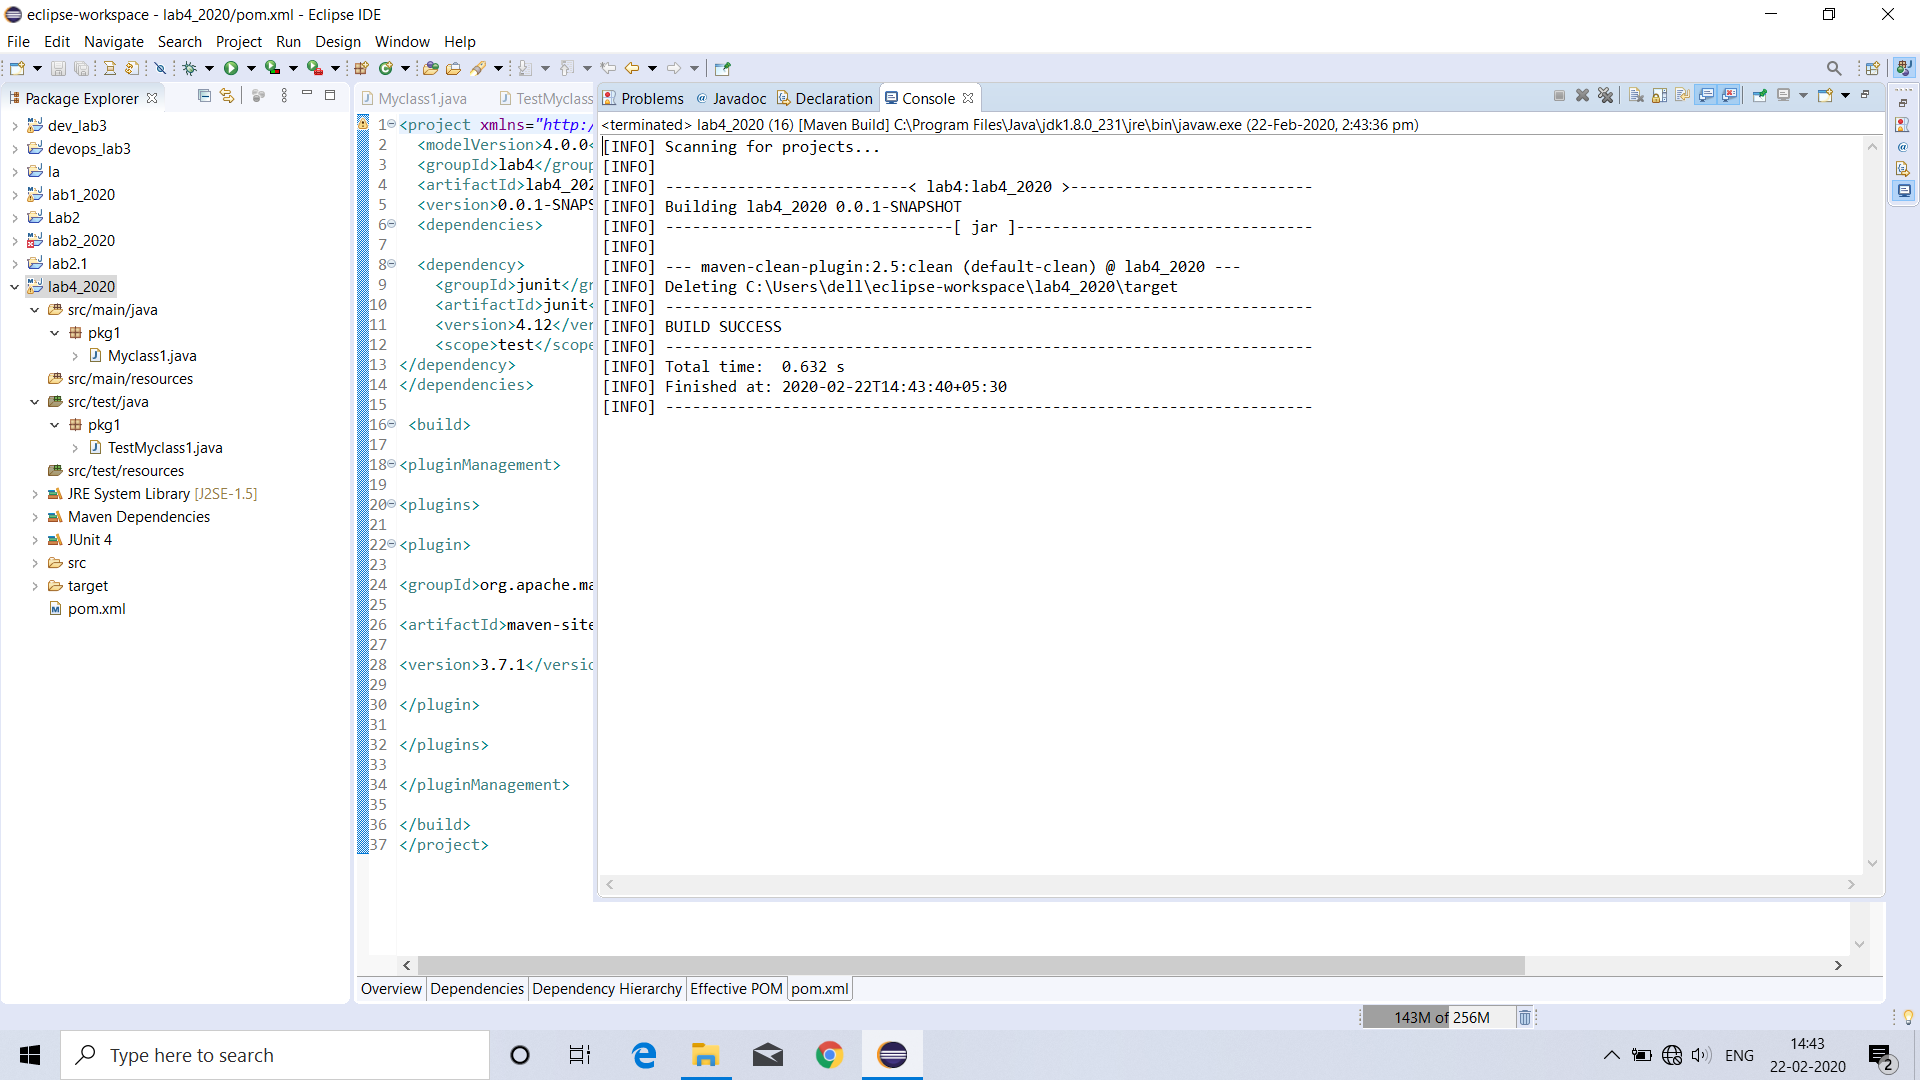 eclipse-workspace - lab4_2020/pom.xml - Eclipse IDE
File Edit Navigate Search Project Run Design Window Help
Package Explorer
dev_lab3
devops_lab3
la
lab1_2020
Lab2
lab2_2020
lab2.1
lab4_2020
src/main/java
pkg1
Myclass1.java
src/main/resources
src/test/java
pkg1
TestMyclass1.java
src/test/resources
JRE System Library [J2SE-1.5]
Maven Dependencies
JUnit 4
src
target
pom.xml
Myclass1.java TestMyclass
1 <project xmlns="http:/
2 <modelVersion>4.0.0<
3 <groupId>lab4</group
4 <artifactId>lab4_202
5 <version>0.0.1-SNAPS
6 <dependencies>
7
8 <dependency>
9 <groupId>junit</gr
10 <artifactId>junit<
11 <version>4.12</ver
12 <scope>test</scope
13 </dependency>
14 </dependencies>
15
16 <build>
17
18 <pluginManagement>
19
20 <plugins>
21
22 <plugin>
23
24 <groupId>org.apache.ma
25
26 <artifactId>maven-site
27
28 <version>3.7.1</versio
29
30 </plugin>
31
32 </plugins>
33
34 </pluginManagement>
35
36 </build>
37 </project>
Problems @ Javadoc Declaration Console
<terminated> lab4_2020 (16) [Maven Build] C:\Program Files\Java\jdk1.8.0_231\jre\bin\javaw.exe (22-Feb-2020, 2:43:36 pm)
[INFO] Scanning for projects...
[INFO]
[INFO] ---------------------------< lab4:lab4_2020 >---------------------------
[INFO] Building lab4_2020 0.0.1-SNAPSHOT
[INFO] --------------------------------[ jar ]---------------------------------
[INFO]
[INFO] --- maven-clean-plugin:2.5:clean (default-clean) @ lab4_2020 ---
[INFO] Deleting C:\Users\dell\eclipse-workspace\lab4_2020\target
[INFO] ------------------------------------------------------------------------
[INFO] BUILD SUCCESS
[INFO] ------------------------------------------------------------------------
[INFO] Total time:  0.632 s
[INFO] Finished at: 2020-02-22T14:43:40+05:30
[INFO] ------------------------------------------------------------------------
Overview Dependencies Dependency Hierarchy Effective POM pom.xml
143M of 256M
Type here to search
ENG
14:43
22-02-2020
2